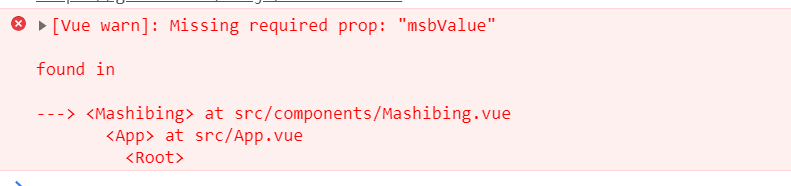 [Vue warn]: Missing required prop: "msbValue"
found in
---> <Mashibing> at src/components/Mashibing.vue
<App> at src/App.vue
<Root>